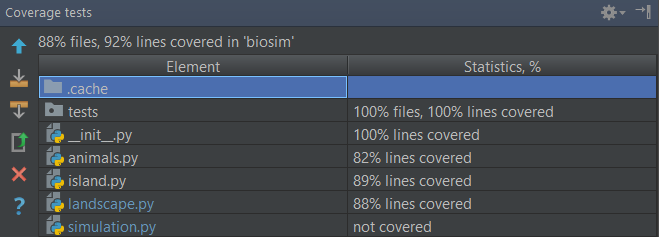 Coverage tests
88% files, 92% lines covered in 'biosim'
Element Statistics, %
.cache
tests 100% files, 100% lines covered
__init__.py 100% lines covered
animals.py 82% lines covered
island.py 89% lines covered
landscape.py 88% lines covered
simulation.py not covered